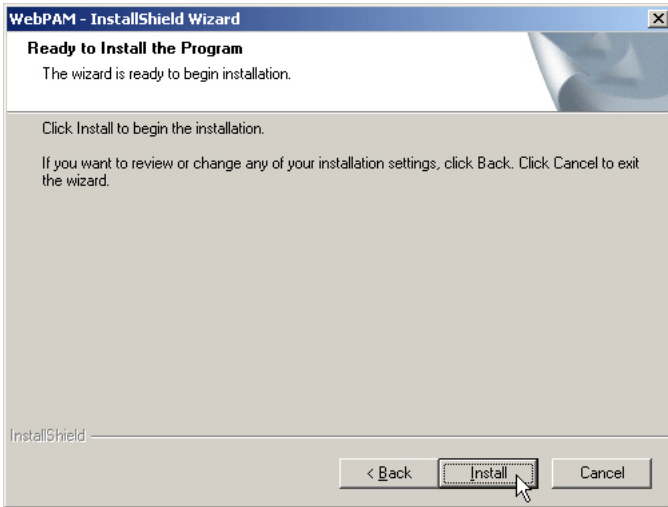 WebPAM - InstallShield Wizard
Ready to Install the Program
The wizard is ready to begin installation.
Click Install to begin the installation.
If you want to review or change any of your installation settings, click Back. Click Cancel to exit
the wizard.
InstallShield
< Back Install Cancel